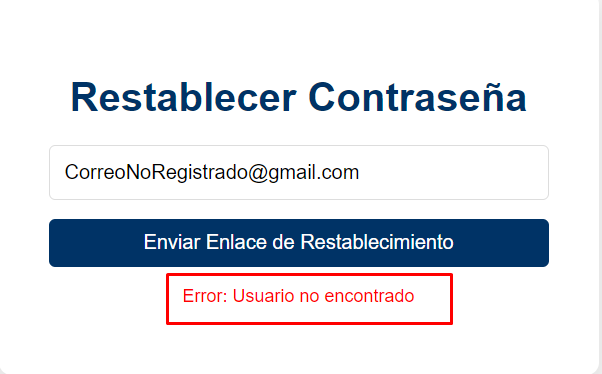 Restablecer Contraseña
CorreoNoRegistrado@gmail.com
Enviar Enlace de Restablecimiento
Error: Usuario no encontrado